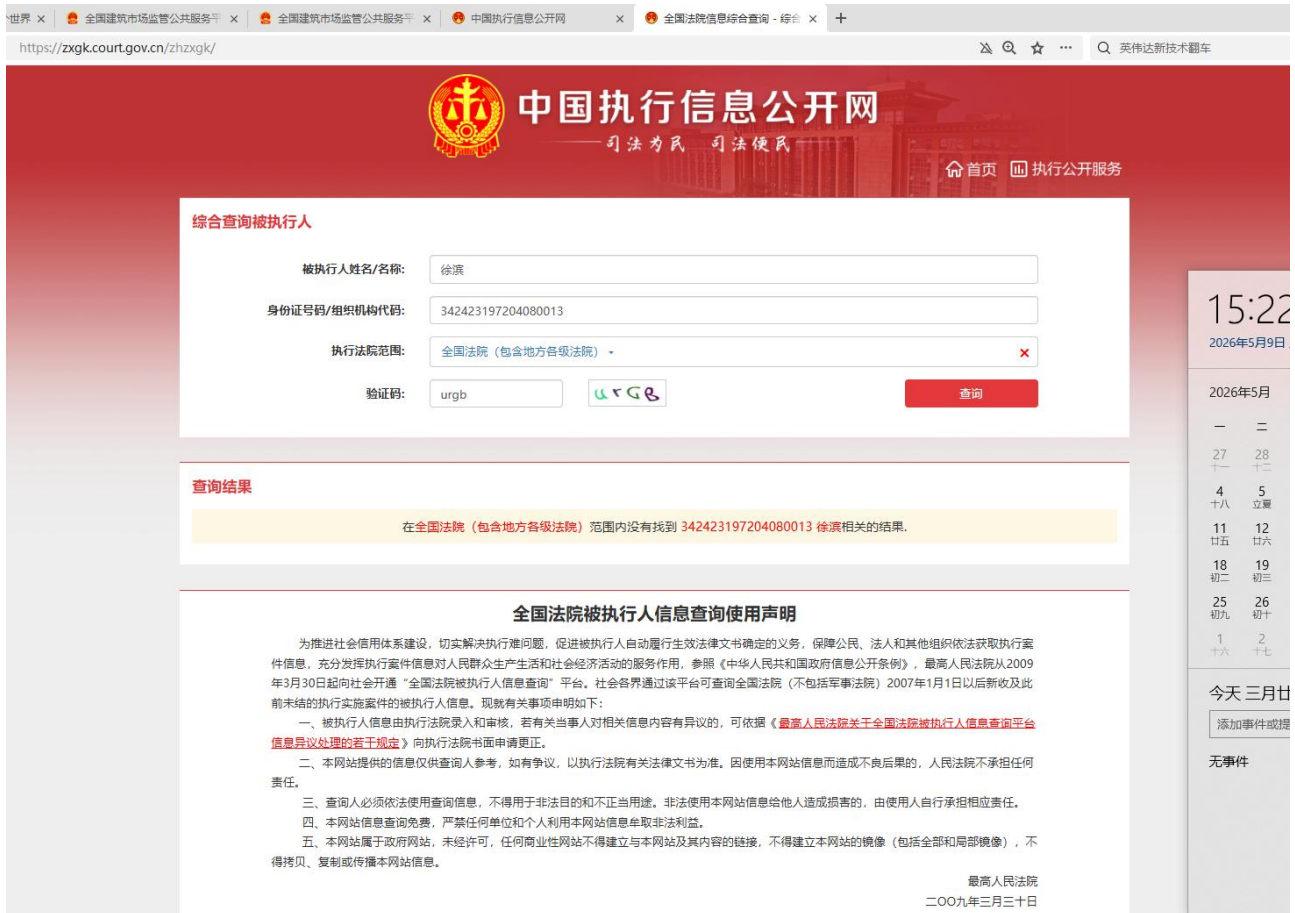 世界
全国建筑市场监管公共服务平
全国建筑市场监管公共服务平
中国执行信息公开网
全国法院信息综合查询 - 综合
https://zxgk.court.gov.cn/zhzxgk/
英伟达新技术翻车
中国执行信息公开网
司法为民 司法便民
首页 执行公开服务
综合查询被执行人
被执行人姓名/名称: 徐滨
身份证号码/组织机构代码: 342423197204080013
执行法院范围: 全国法院（包含地方各级法院）
验证码: urgb urGB 查询
查询结果
在全国法院（包含地方各级法院）范围内没有找到 342423197204080013 徐滨相关的结果.
全国法院被执行人信息查询使用声明
为推进社会信用体系建设，切实解决执行难问题，促进被执行人自动履行生效法律文书确定的义务，保障公民、法人和其他组织依法获取执行案
件信息，充分发挥执行案件信息对人民群众生产生活和社会经济活动的服务作用，参照《中华人民共和国政府信息公开条例》，最高人民法院从2009
年3月30日起向社会开通“全国法院被执行人信息查询”平台。社会各界通过该平台可查询全国法院（不包括军事法院）2007年1月1日以后新收及此
前未结的执行实施案件的被执行人信息。现就有关事项申明如下：
一、被执行人信息由执行法院录入和审核，若有关当事人对相关信息内容有异议的，可依据《最高人民法院关于全国法院被执行人信息查询平台
信息异议处理的若干规定》向执行法院书面申请更正。
二、本网站提供的信息仅供查询人参考，如有争议，以执行法院有关法律文书为准。因使用本网站信息而造成不良后果的，人民法院不承担任何
责任。
三、查询人必须依法使用查询信息，不得用于非法目的和不正当用途。非法使用本网站信息给他人造成损害的，由使用人自行承担相应责任。
四、本网站信息查询免费，严禁任何单位和个人利用本网站信息牟取非法利益。
五、本网站属于政府网站，未经许可，任何商业性网站不得建立与本网站及其内容的链接，不得建立本网站的镜像（包括全部和局部镜像），不
得拷贝、复制或传播本网站信息。
最高人民法院
二〇〇九年三月三十日
15:22
2026年5月9日
2026年5月
一 二
27 28
十一 十二
4 5
十八 立夏
11 12
廿五 廿六
18 19
初二 初三
25 26
初九 初十
1 2
十六 十七
今天 三月廿
添加事件或提
无事件